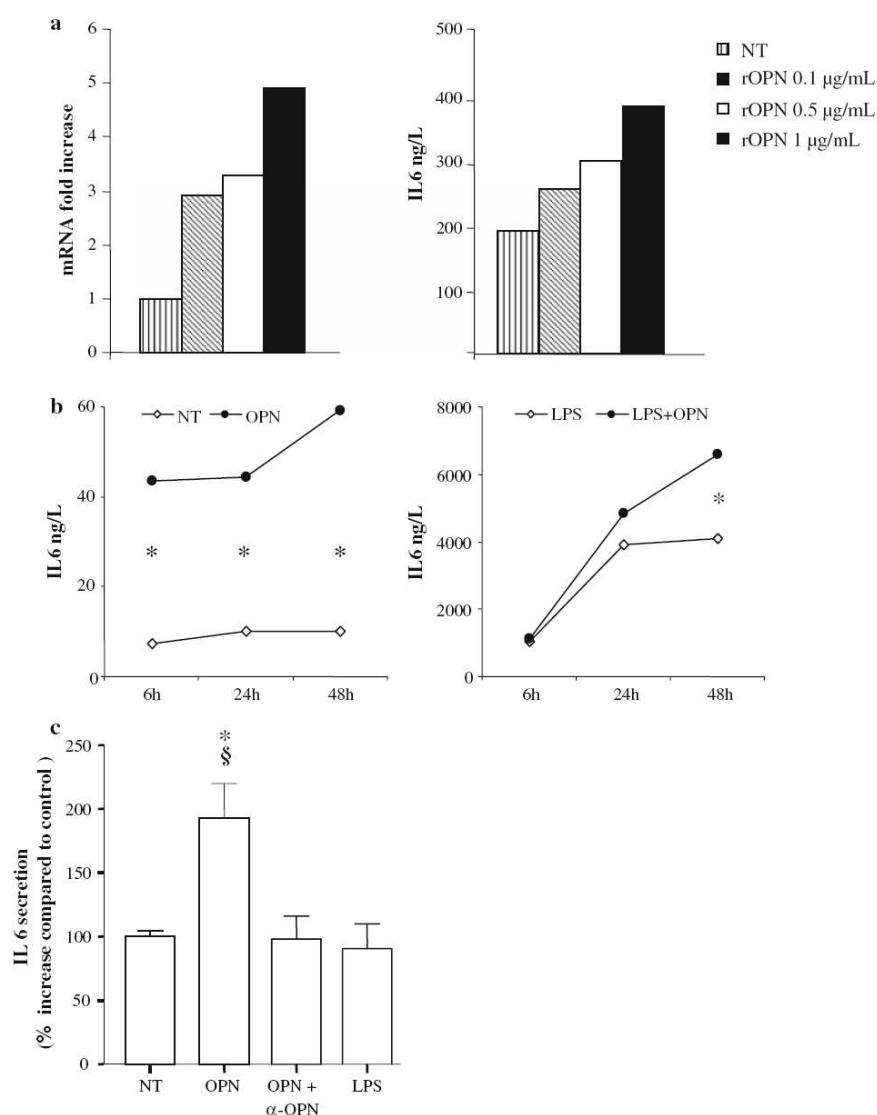 a
6
5
4
3
2
1
0
mRNA fold increase
500
400
300
200
100
0
IL6 ng/L
NT
rOPN 0.1 µg/mL
rOPN 0.5 µg/mL
rOPN 1 µg/mL
b
60
40
20
0
IL6 ng/L
NT OPN
* * *
6h 24h 48h
8000
6000
4000
2000
0
IL6 ng/L
LPS LPS+OPN
*
6h 24h 48h
c
250
200
150
100
50
0
IL 6 secretion
(% increase compared to control )
*
§
NT OPN OPN + LPS
α-OPN